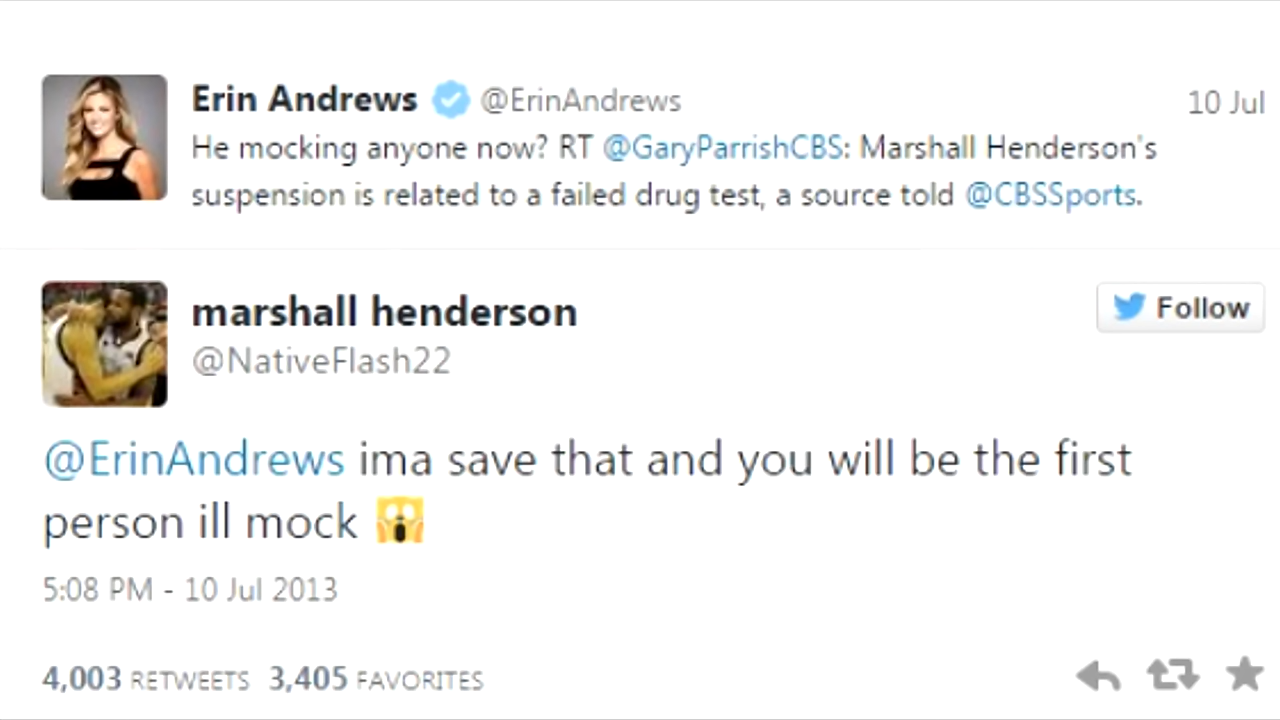 Erin Andrews @ErinAndrews 10 Jul
He mocking anyone now? RT @GaryParrishCBS: Marshall Henderson's
suspension is related to a failed drug test, a source told @CBSSports.
marshall henderson Follow
@NativeFlash22
@ErinAndrews ima save that and you will be the first
person ill mock 🙀
5:08 PM - 10 Jul 2013
4,003 RETWEETS 3,405 FAVORITES